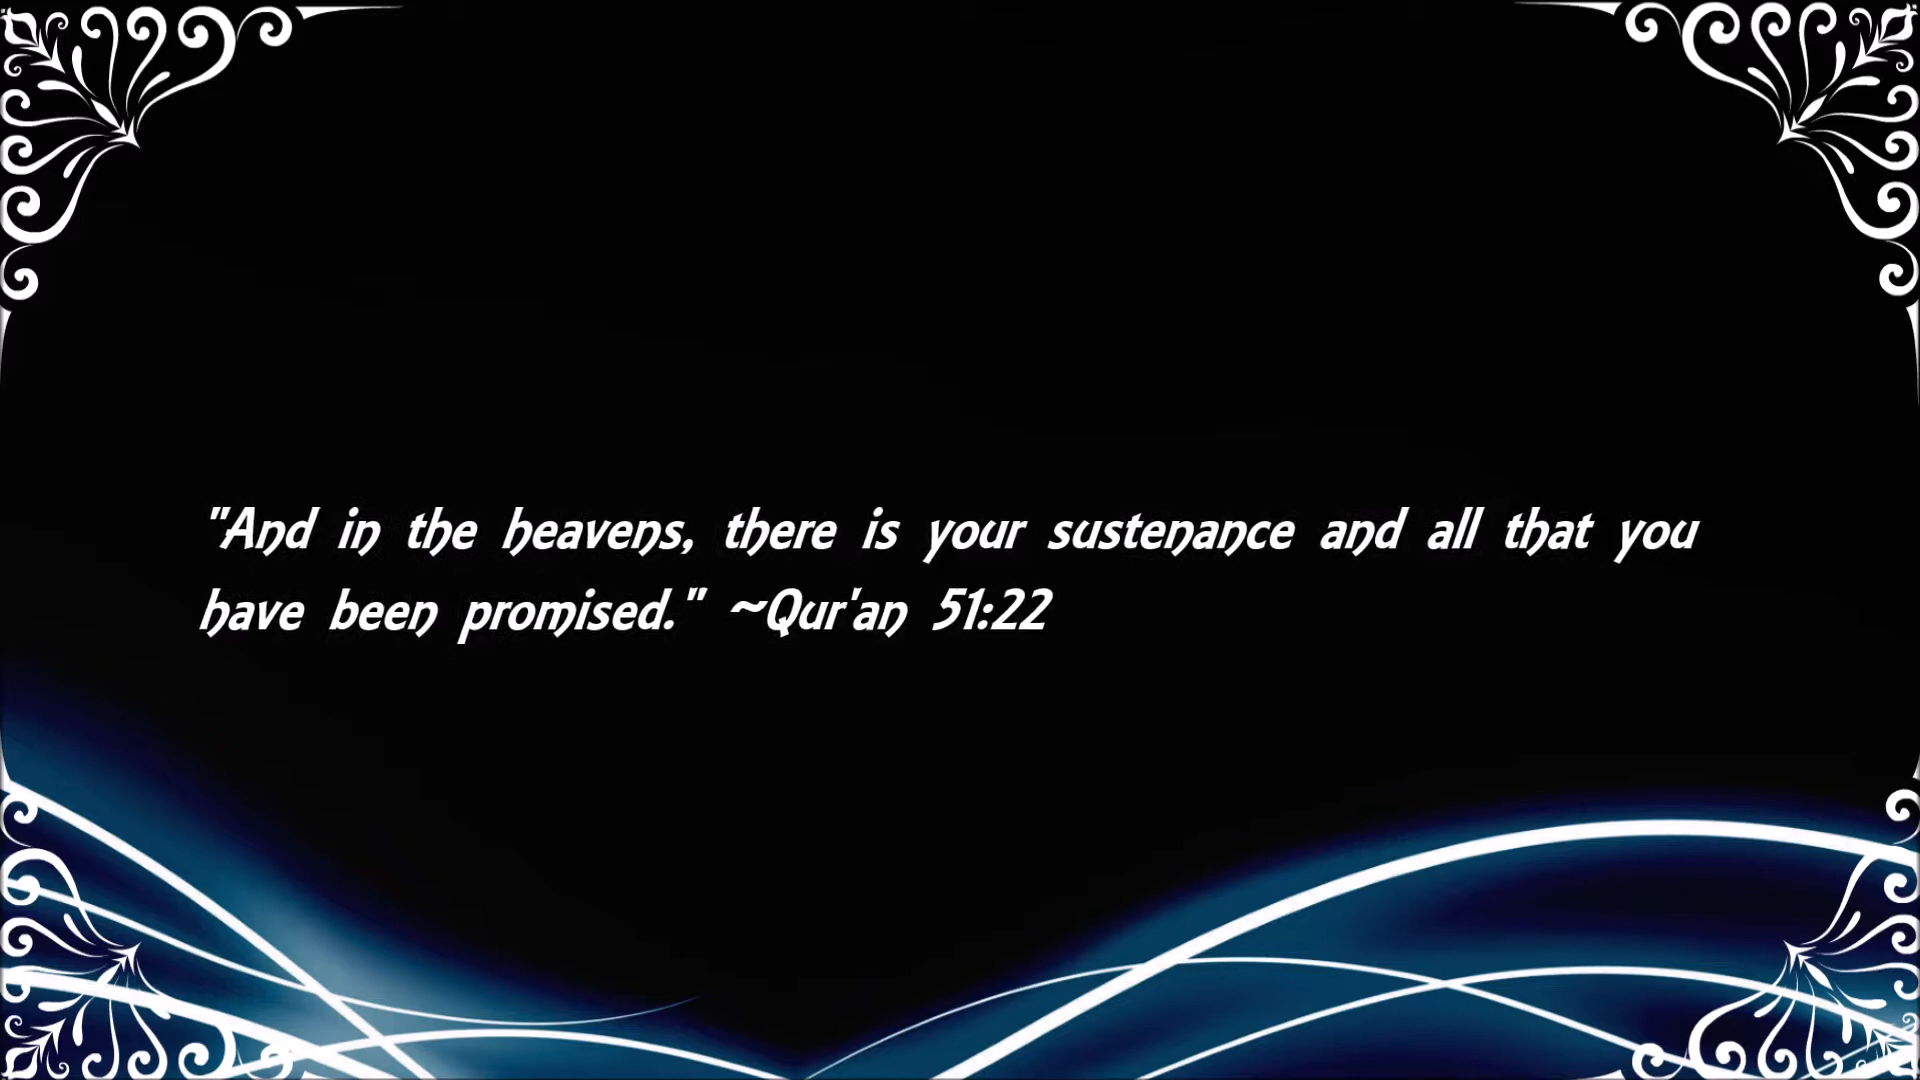 "And in the heavens, there is your sustenance and all that you
have been promised." ~Qur'an 51:22